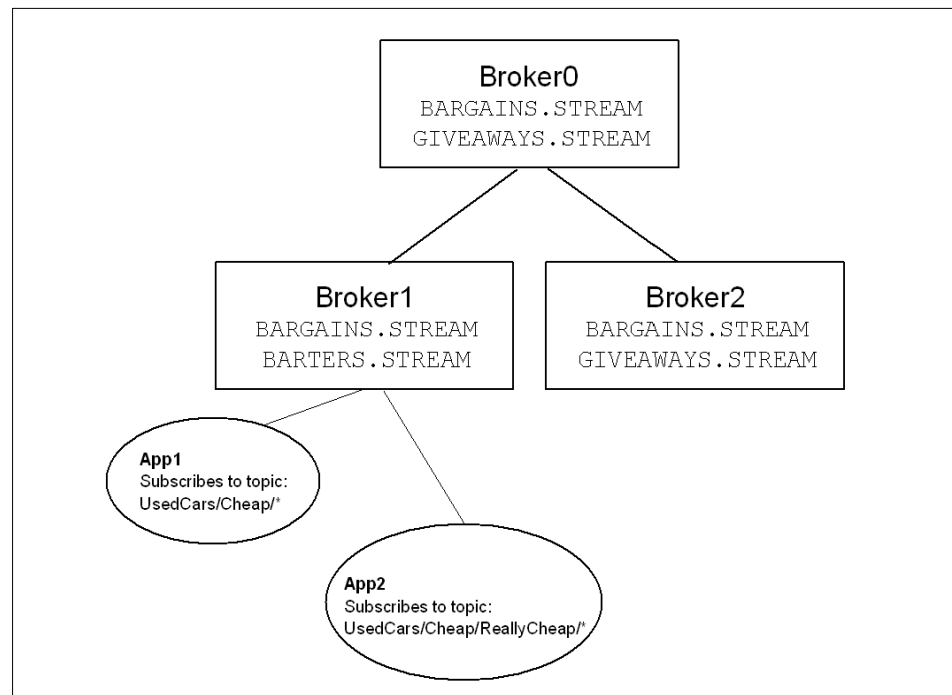 Broker0
BARGAINS.STREAM
GIVEAWAYS.STREAM
Broker1
BARGAINS.STREAM
BARTERS.STREAM
Broker2
BARGAINS.STREAM
GIVEAWAYS.STREAM
App1
Subscribes to topic:
UsedCars/Cheap/*
App2
Subscribes to topic:
UsedCars/Cheap/ReallyCheap/*